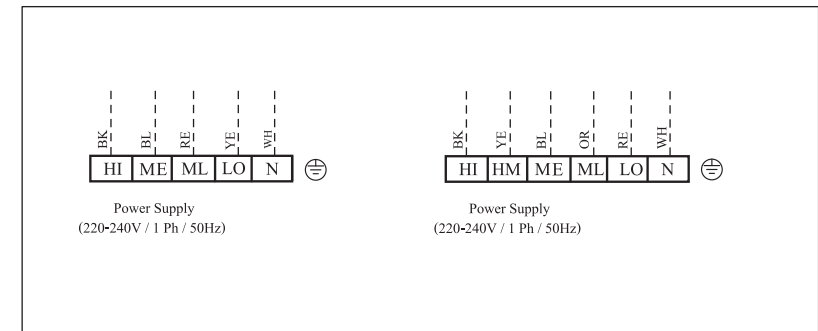 BK BL RE YE WH
HI ME ML LO N
Power Supply
(220-240V / 1 Ph / 50Hz)
BK YE BL OR RE WH
HI HM ME ML LO N
Power Supply
(220-240V / 1 Ph / 50Hz)